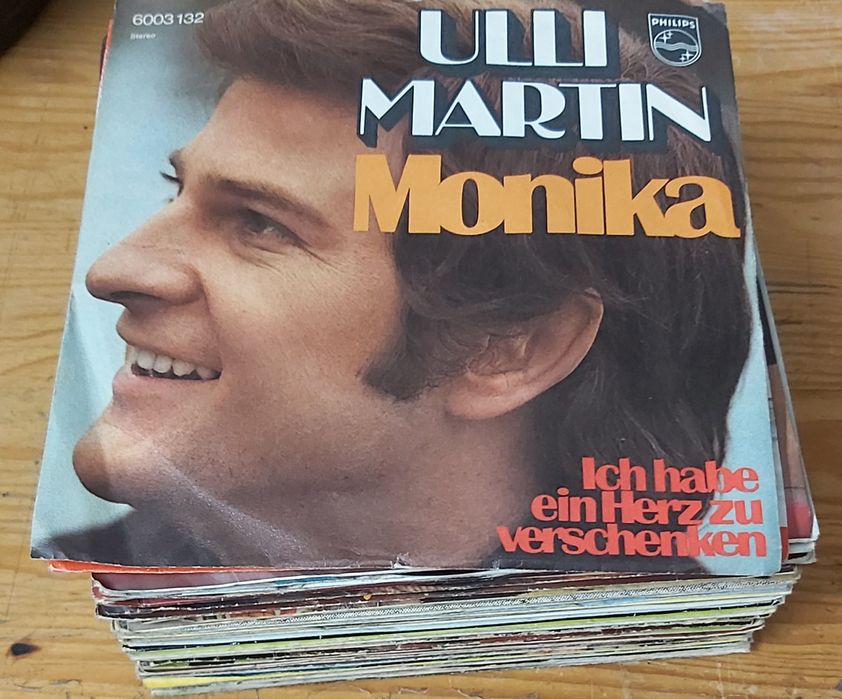 6003 132
Stereo
ULLI
PHILIPS
MARTIN
Monika
Ich habe
ein Herz zu
verschenken